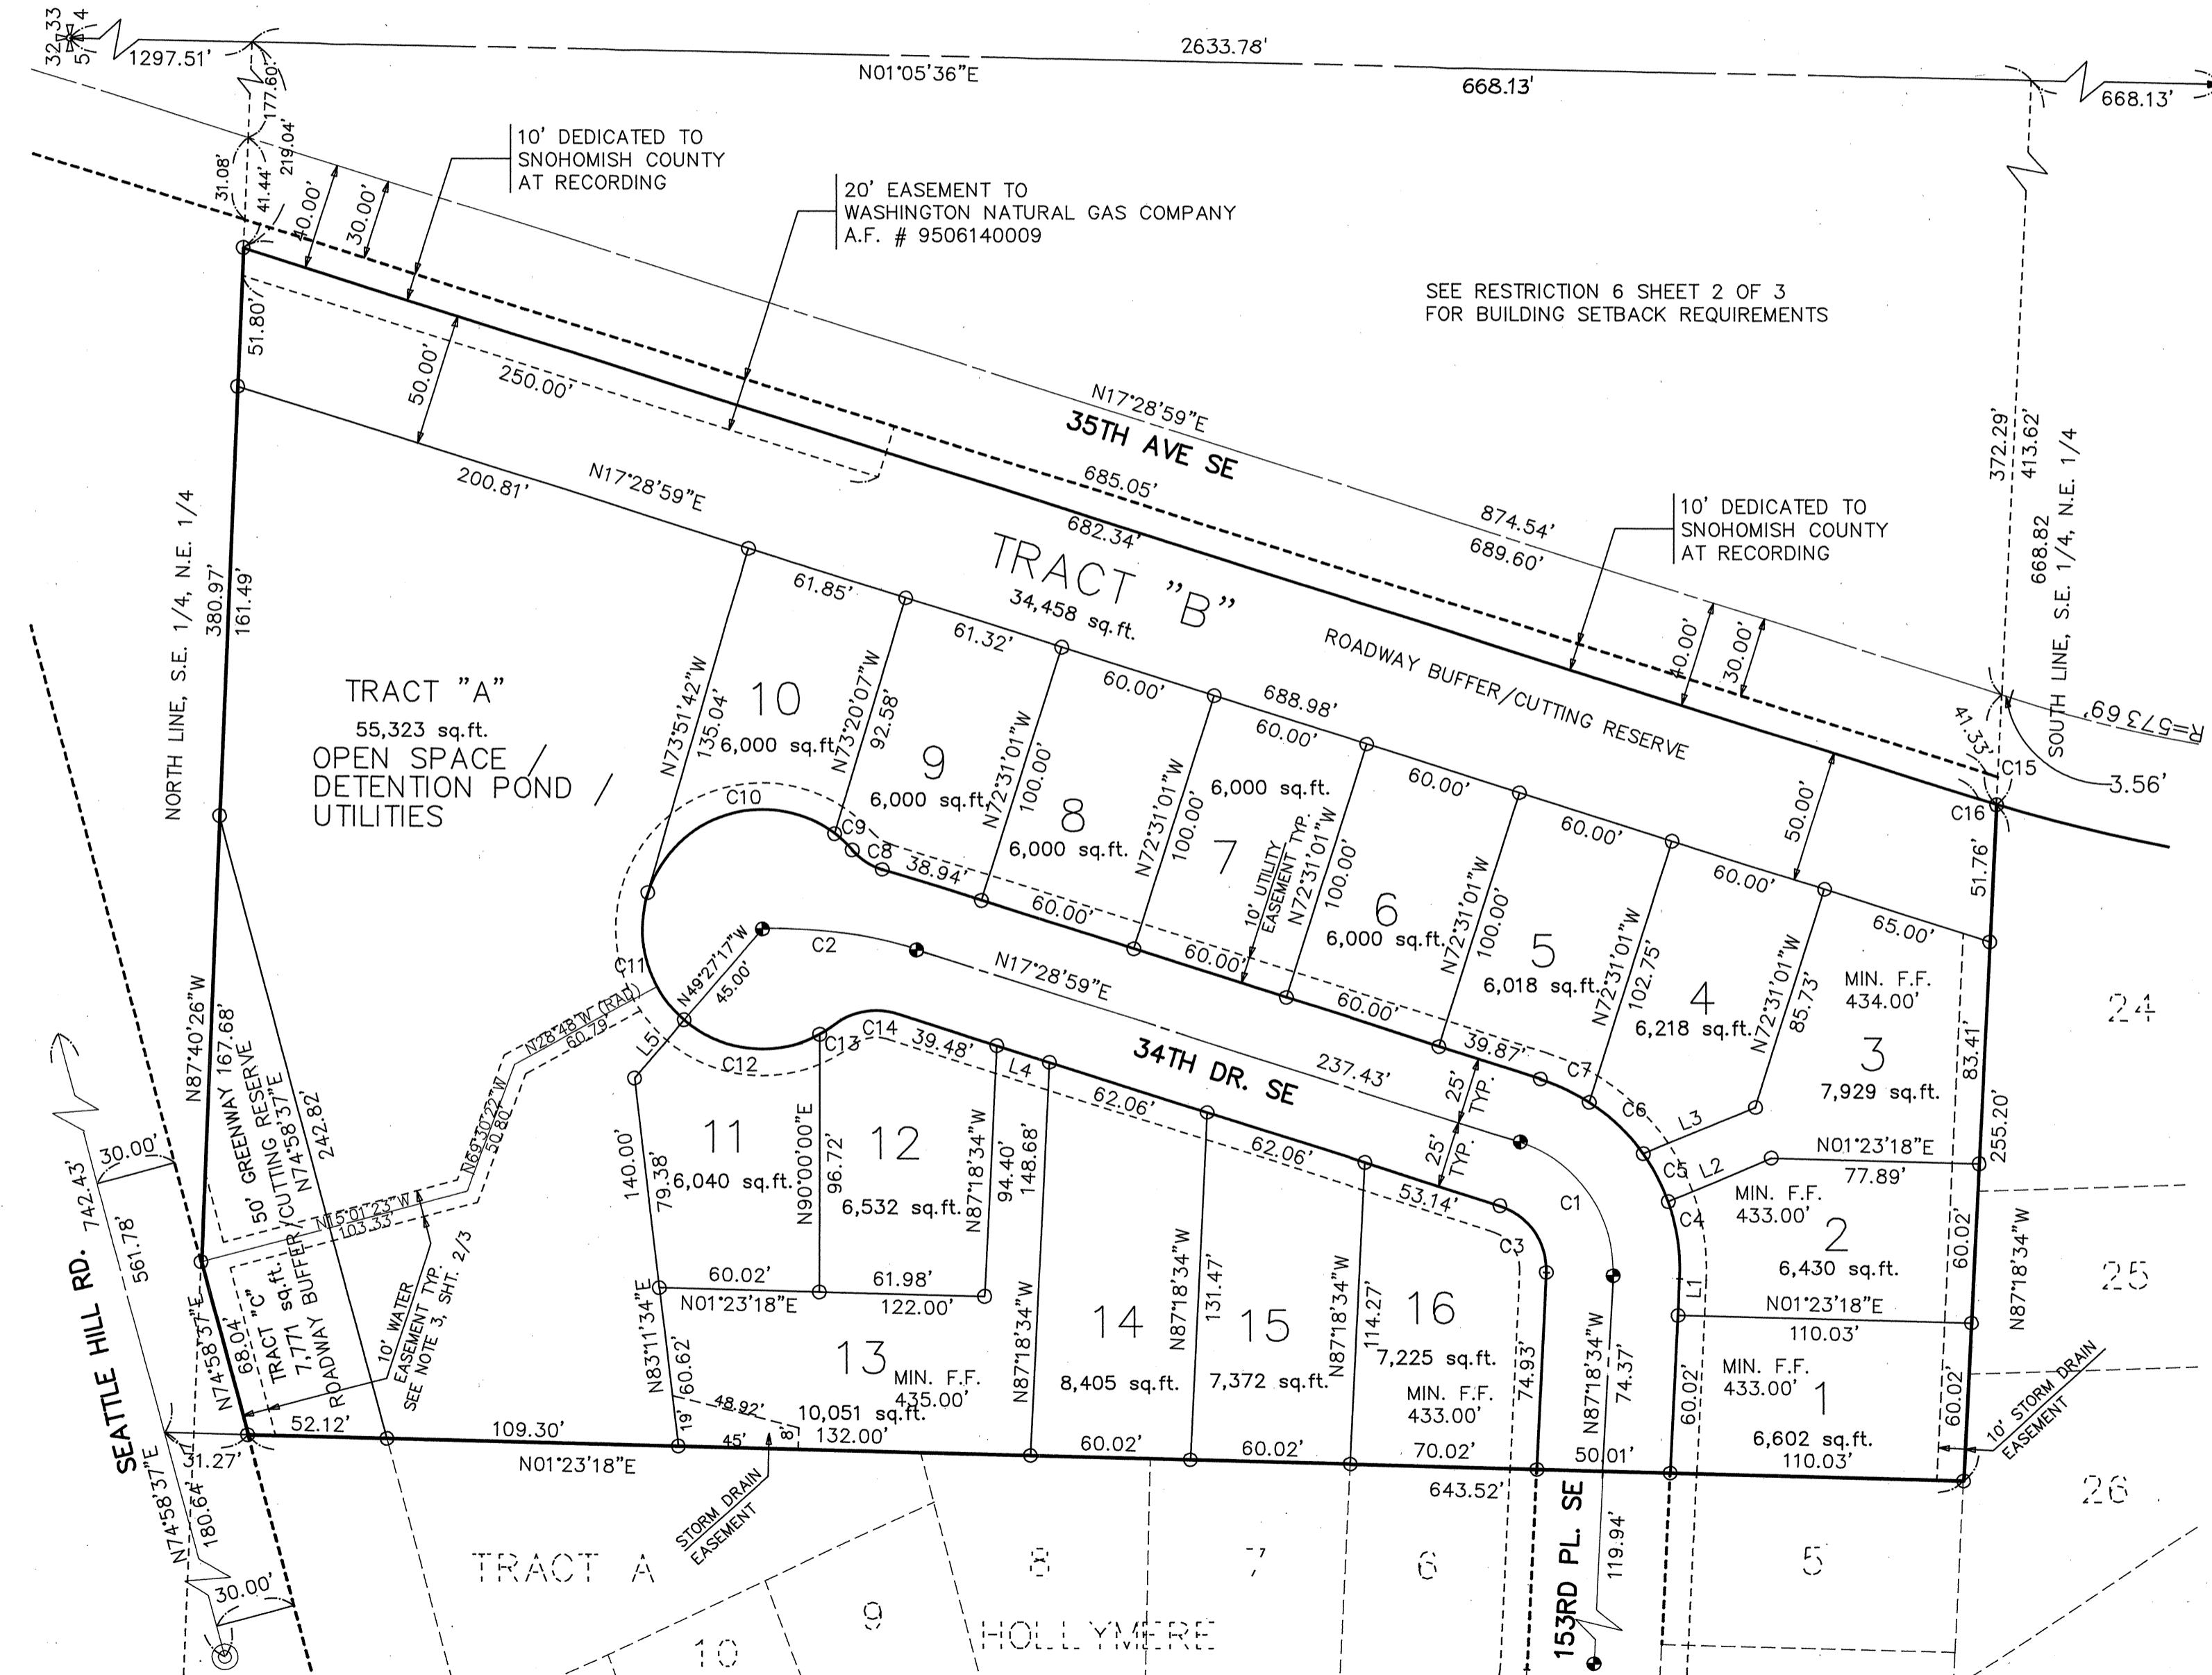 32 33
5 4
1297.51'
177.60'
219.04'
31.08'
41.44'
40.00'
30.00'
2633.78'
N01°05'36"E
668.13'
668.13'
10' DEDICATED TO
SNOHOMISH COUNTY
AT RECORDING
20' EASEMENT TO
WASHINGTON NATURAL GAS COMPANY
A.F. # 9506140009
SEE RESTRICTION 6 SHEET 2 OF 3
FOR BUILDING SETBACK REQUIREMENTS
51.80'
50.00'
250.00'
N17°28'59"E
35TH AVE SE
685.05'
682.34'
874.54'
689.60'
10' DEDICATED TO
SNOHOMISH COUNTY
AT RECORDING
40.00'
30.00'
372.29'
413.62'
668.82
SOUTH LINE, S.E. 1/4, N.E. 1/4
R=573.69'
41.33'
C15
3.56'
C16
200.81'
N17°28'59"E
TRACT "B"
34,458 sq.ft.
ROADWAY BUFFER/CUTTING RESERVE
50.00'
51.76'
NORTH LINE, S.E. 1/4, N.E. 1/4
380.97'
161.49'
TRACT "A"
55,323 sq.ft.
OPEN SPACE /
DETENTION POND /
UTILITIES
61.85'
61.32'
60.00'
688.98'
60.00'
60.00'
60.00'
60.00'
65.00'
N73°51'42"W
135.04'
10
6,000 sq.ft.
N73°20'07"W
92.58'
9
6,000 sq.ft.
N72°31'01"W
100.00'
8
6,000 sq.ft.
N72°31'01"W
100.00'
7
6,000 sq.ft.
10' UTILITY
EASEMENT TYP.
N72°31'01"W
100.00'
6
6,000 sq.ft.
N72°31'01"W
100.00'
5
6,018 sq.ft.
N72°31'01"W
102.75'
4
6,218 sq.ft.
N72°31'01"W
85.73'
MIN. F.F.
434.00'
3
7,929 sq.ft.
83.41'
255.20'
24
C10
C9
C8
38.94'
60.00'
60.00'
60.00'
39.87'
C7
C6
L3
C5
L2
C4
N01°23'18"E
77.89'
C11
N49°27'17"W
45.00'
C2
N17°28'59"E
34TH DR. SE
237.43'
25'
TYP.
25'
TYP.
C1
C12
C13
C14
39.48'
L4
62.06'
62.06'
53.14'
C3
L5
N28°48"W (RAD)
60.79'
N69°30'22"W
50.80'
N15°01'23"W
103.33'
N87°40'26"W
167.68'
50' GREENWAY
/CUTTING RESERVE
N74°58'37"E
242.82'
30.00'
742.43'
561.78'
SEATTLE HILL RD.
N74°58'37"E
68.04'
TRACT "C"
7,771 sq.ft.
ROADWAY BUFFER
10' WATER
EASEMENT TYP.
SEE NOTE 3, SHT. 2/3
140.00'
79.38'
11
6,040 sq.ft.
N90°00'00"E
96.72'
12
6,532 sq.ft.
N87°18'34"W
94.40'
148.68'
60.02'
N01°23'18"E
61.98'
122.00'
N83°11'34"E
60.62'
13
MIN. F.F.
435.00'
10,051 sq.ft.
N87°18'34"W
14
8,405 sq.ft.
N87°18'34"W
131.47'
15
7,372 sq.ft.
N87°18'34"W
114.27'
16
7,225 sq.ft.
MIN. F.F.
433.00'
74.93'
N87°18'34"W
74.37'
L1
MIN. F.F.
433.00'
2
6,430 sq.ft.
60.02'
N87°18'34"W
25
N01°23'18"E
110.03'
MIN. F.F.
433.00'
1
6,602 sq.ft.
110.03'
60.02'
60.02'
10' STORM DRAIN
EASEMENT
26
31.27'
52.12'
109.30'
N01°23'18"E
19'
48.92'
45'
8'
132.00'
60.02'
60.02'
70.02'
50.01'
643.52'
N74°58'37"E
180.64'
30.00'
STORM DRAIN
EASEMENT
TRACT A
10
9
8
7
6
5
HOLLYMERE
153RD PL. SE
119.94'